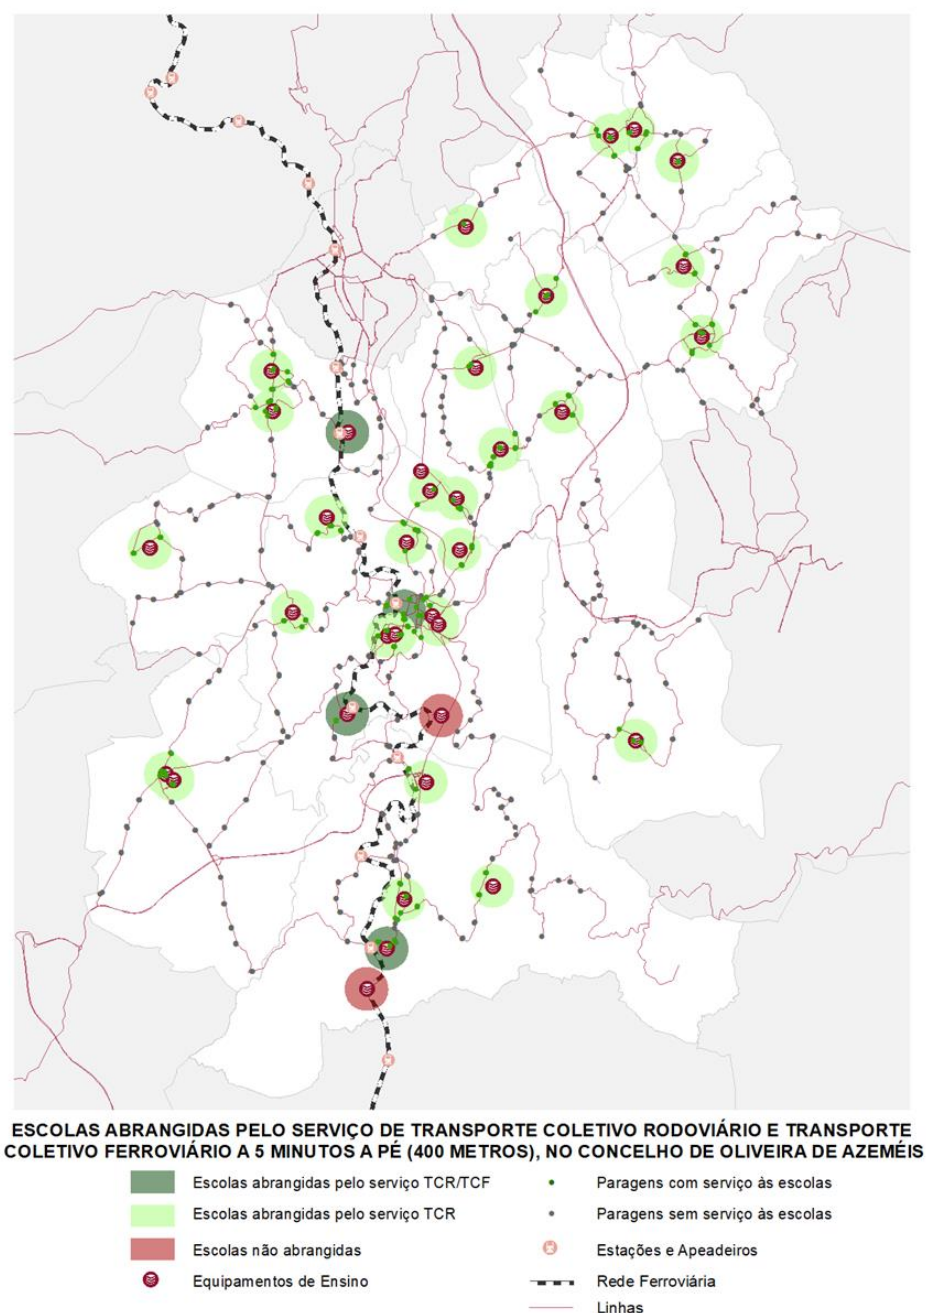 ESCOLAS ABRANGIDAS PELO SERVIÇO DE TRANSPORTE COLETIVO RODOVIÁRIO E TRANSPORTE
COLETIVO FERROVIÁRIO A 5 MINUTOS A PÉ (400 METROS), NO CONCELHO DE OLIVEIRA DE AZEMÉIS
Escolas abrangidas pelo serviço TCR/TCF
Escolas abrangidas pelo serviço TCR
Escolas não abrangidas
Equipamentos de Ensino
Paragens com serviço às escolas
Paragens sem serviço às escolas
Estações e Apeadeiros
Rede Ferroviária
Linhas